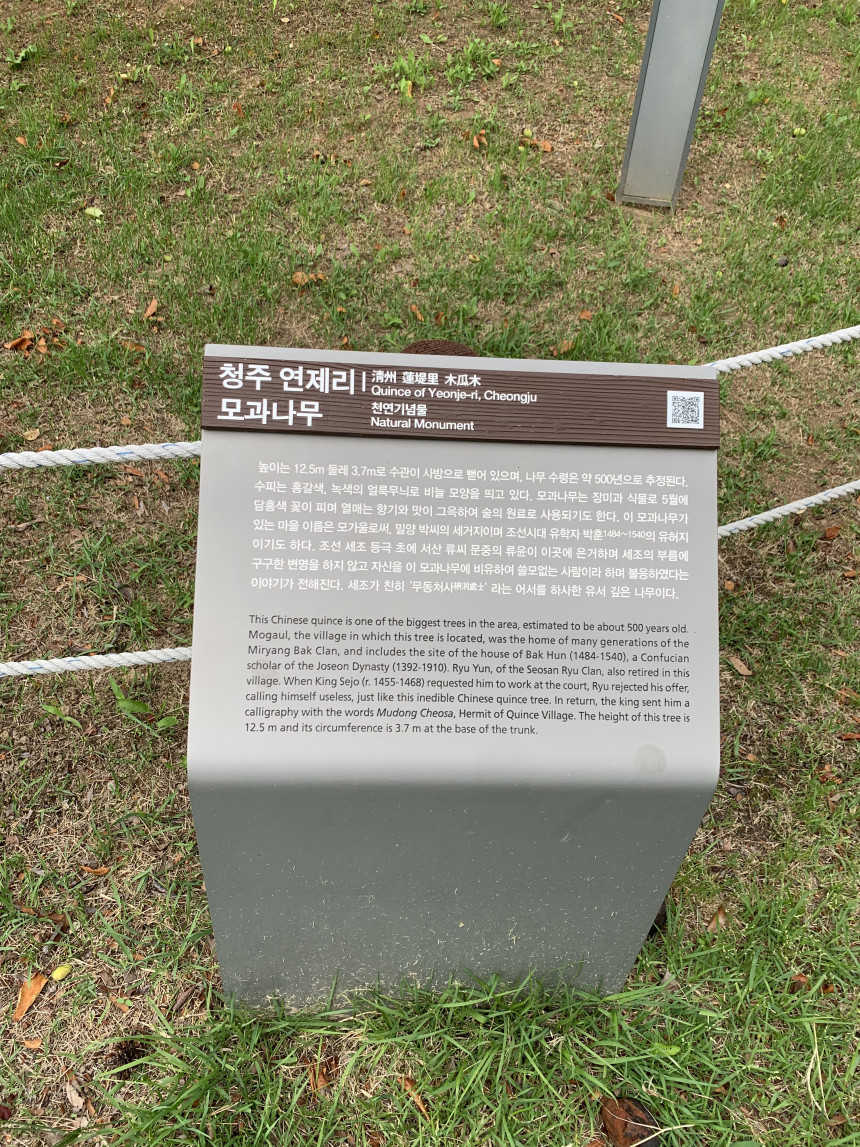 청주 연제리
모과나무
淸州 蓮堤里 木瓜木
Quince of Yeonje-ri, Cheongju
천연기념물
Natural Monument
높이는 12.5m 둘레 3.7m로 수관이 사방으로 뻗어 있으며, 나무 수령은 약 500년으로 추정된다.
수피는 홍갈색, 녹색의 얼룩무늬로 비늘 모양을 띄고 있다. 모과나무는 장미과 식물로 5월에
담홍색 꽃이 피며 열매는 향기와 맛이 그윽하여 술의 원료로 사용되기도 한다. 이 모과나무가
있는 마을 이름은 모가울로써, 밀양 박씨의 세거지이며 조선시대 유학자 박훈1484~1540의 유허지
이기도 하다. 조선 세조 등극 초에 서산 류씨 문중의 류윤이 이곳에 은거하며 세조의 부름에
구구한 변명을 하지 않고 자신을 이 모과나무에 비유하여 쓸모없는 사람이라 하며 불응하였다는
이야기가 전해진다. 세조가 친히 '무동처사楙洞處士' 라는 어서를 하사한 유서 깊은 나무이다.
This Chinese quince is one of the biggest trees in the area, estimated to be about 500 years old.
Mogaul, the village in which this tree is located, was the home of many generations of the
Miryang Bak Clan, and includes the site of the house of Bak Hun (1484-1540), a Confucian
scholar of the Joseon Dynasty (1392-1910). Ryu Yun, of the Seosan Ryu Clan, also retired in this
village. When King Sejo (r. 1455-1468) requested him to work at the court, Ryu rejected his offer,
calling himself useless, just like this inedible Chinese quince tree. In return, the king sent him a
calligraphy with the words Mudong Cheosa, Hermit of Quince Village. The height of this tree is
12.5 m and its circumference is 3.7 m at the base of the trunk.